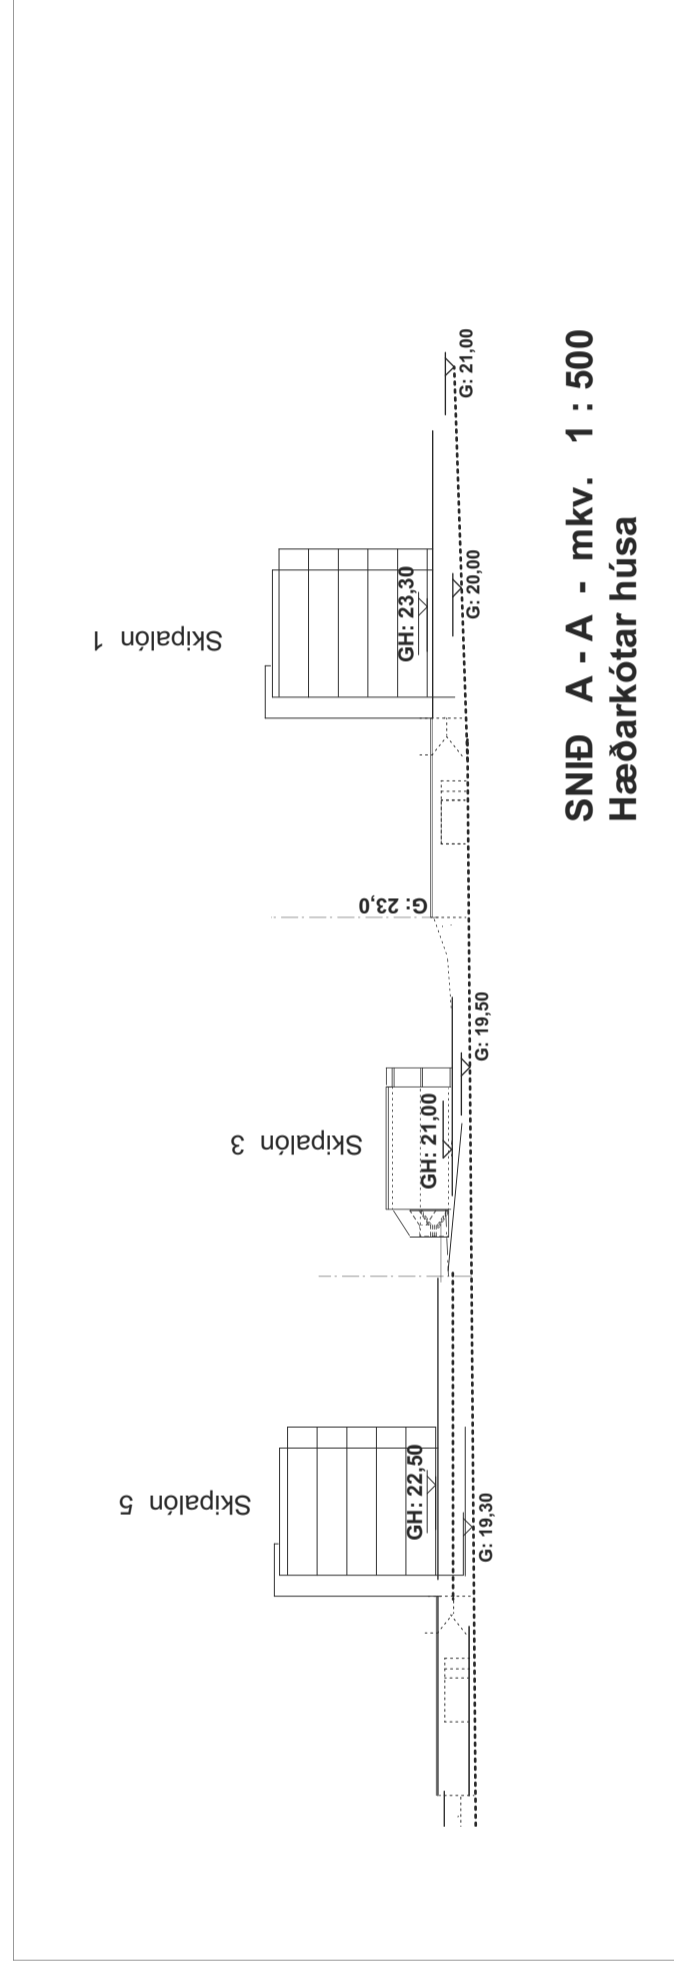 Skipalón 5
Skipalón 3
Skipalón 1
GH: 22,50
GH: 21,00
G: 23,0
GH: 23,30
G: 19,30
G: 19,50
G: 20,00
G: 21,00
SNIÐ A - A - mkv. 1 : 500
Hæðarkótar húsa